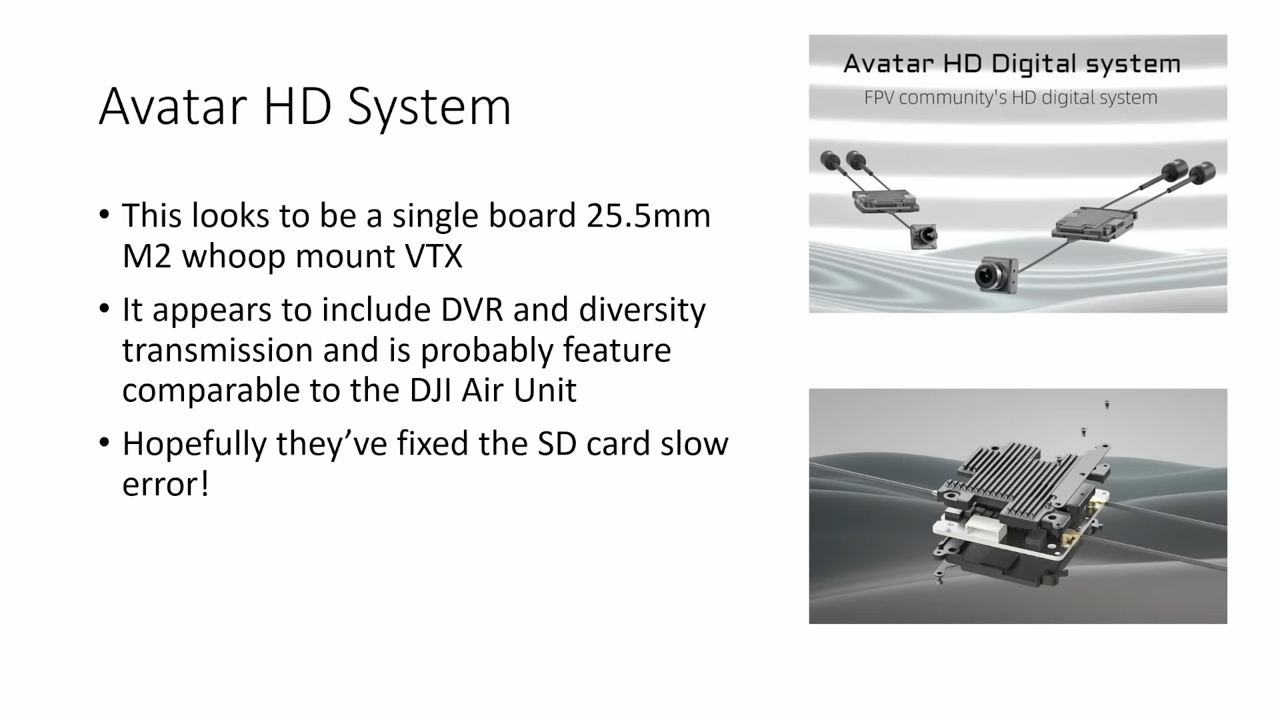 Avatar HD System
• This looks to be a single board 25.5mm
M2 whoop mount VTX
• It appears to include DVR and diversity
transmission and is probably feature
comparable to the DJI Air Unit
• Hopefully they’ve fixed the SD card slow
error!
Avatar HD Digital system
FPV community's HD digital system